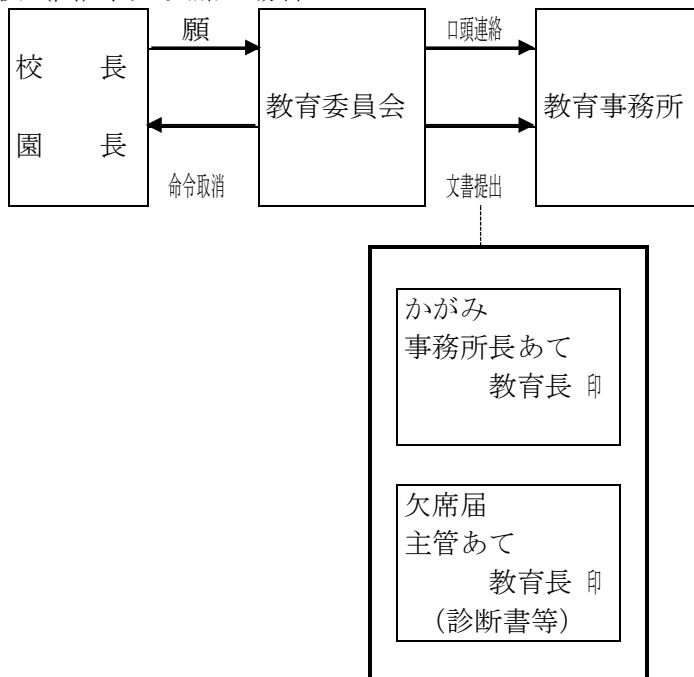 願
口頭連絡
校　　長
教育委員会
教育事務所
園　　長
命令取消
文書提出
かがみ
事務所長あて
教育長 印
欠席届
主管あて
教育長 印
（診断書等）